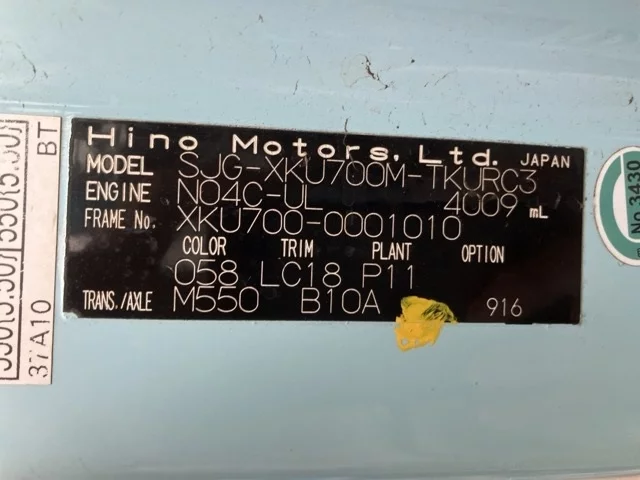 Hino Motors, Ltd. JAPAN
MODEL SJG-XKU700M-TKURC3
ENGINE NO4C-UL 4009 mL
FRAME No. XKU700-0001010
COLOR TRIM PLANT OPTION
058 LC18 P11
TRANS./AXLE M550 B10A 916
BT
37A10
No.3430